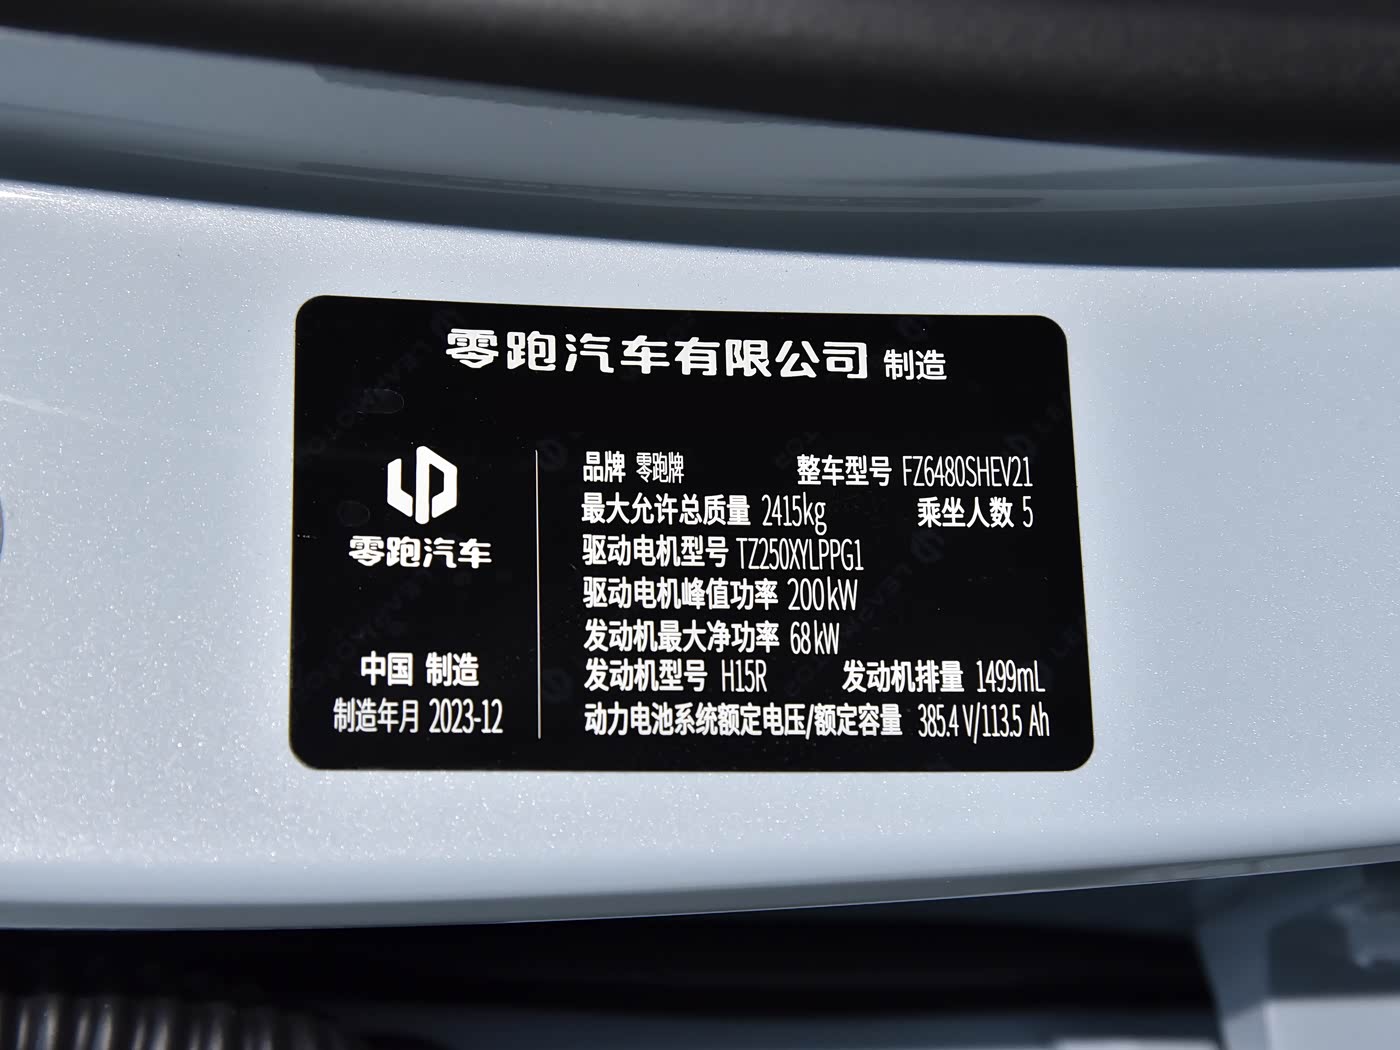 零跑汽车有限公司 制造
零跑汽车
中国 制造
制造年月 2023-12
品牌 零跑牌 整车型号 FZ6480SHEV21
最大允许总质量 2415kg 乘坐人数 5
驱动电机型号 TZ250XYLPPG1
驱动电机峰值功率 200kW
发动机最大净功率 68kW
发动机型号 H15R 发动机排量 1499mL
动力电池系统额定电压/额定容量 385.4 V/113.5 Ah